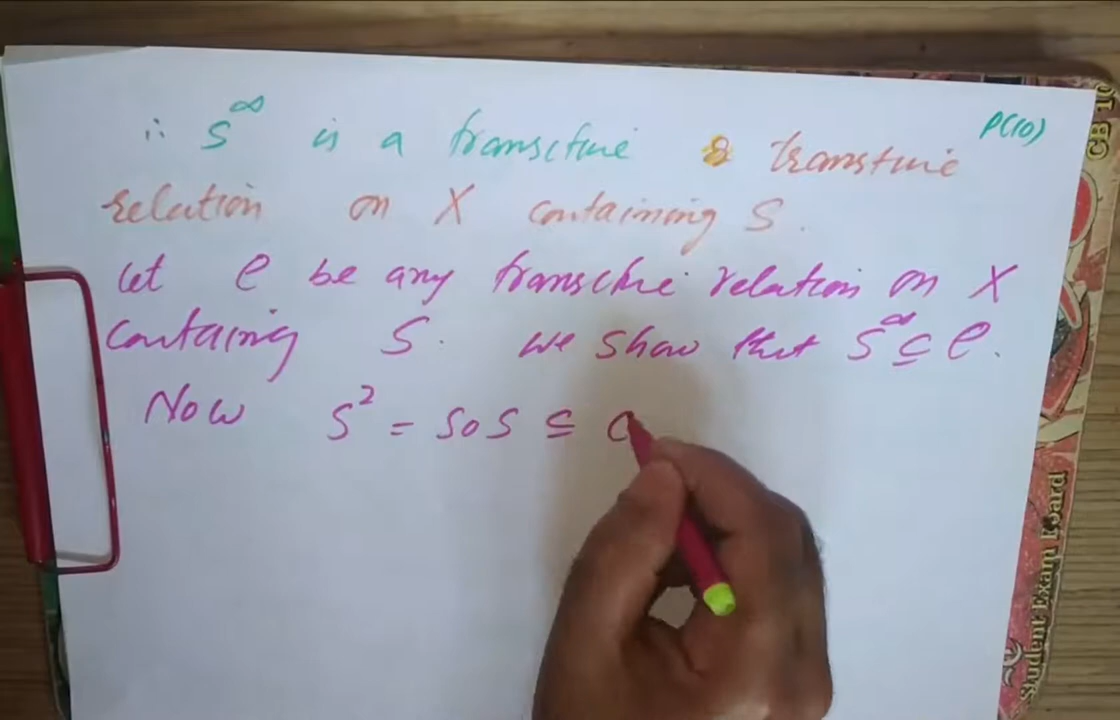 P(10)
∴ S^∞ is a transitive & transitive
relation on X containing S.
Let ρ be any transitive relation on X
containing S. We show that S^∞ ⊆ ρ.
Now S² = SoS ⊆
Student Exam Board
CB 10